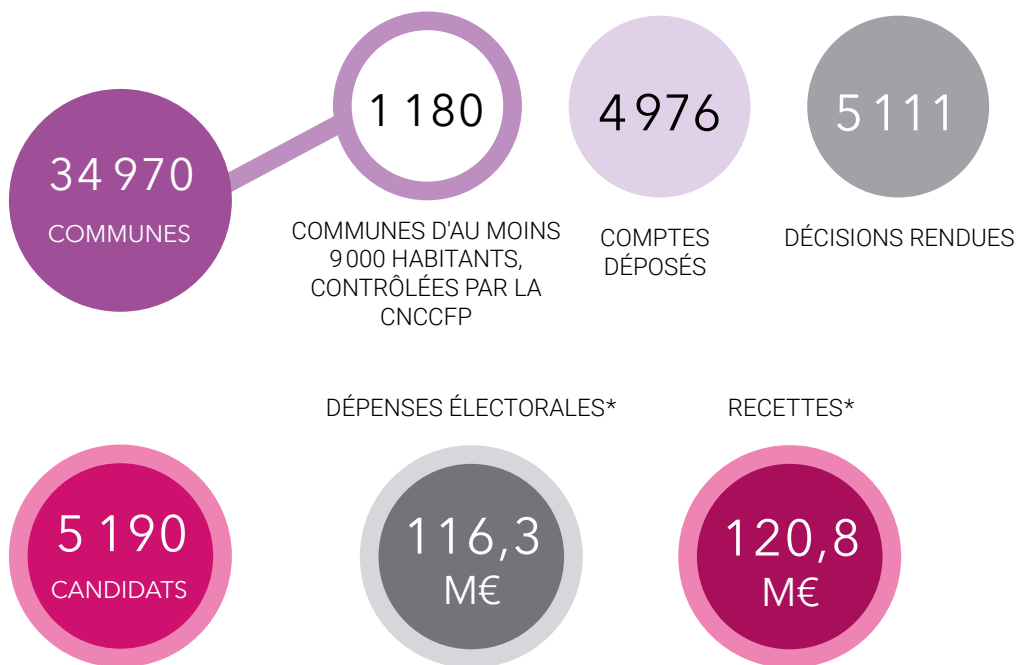 34 970
COMMUNES
1 180
COMMUNES D'AU MOINS
9 000 HABITANTS,
CONTRÔLÉES PAR LA
CNCCFP
4 976
COMPTES
DÉPOSÉS
5 111
DÉCISIONS RENDUES
5 190
CANDIDATS
DÉPENSES ÉLECTORALES*
116,3
M€
RECETTES*
120,8
M€